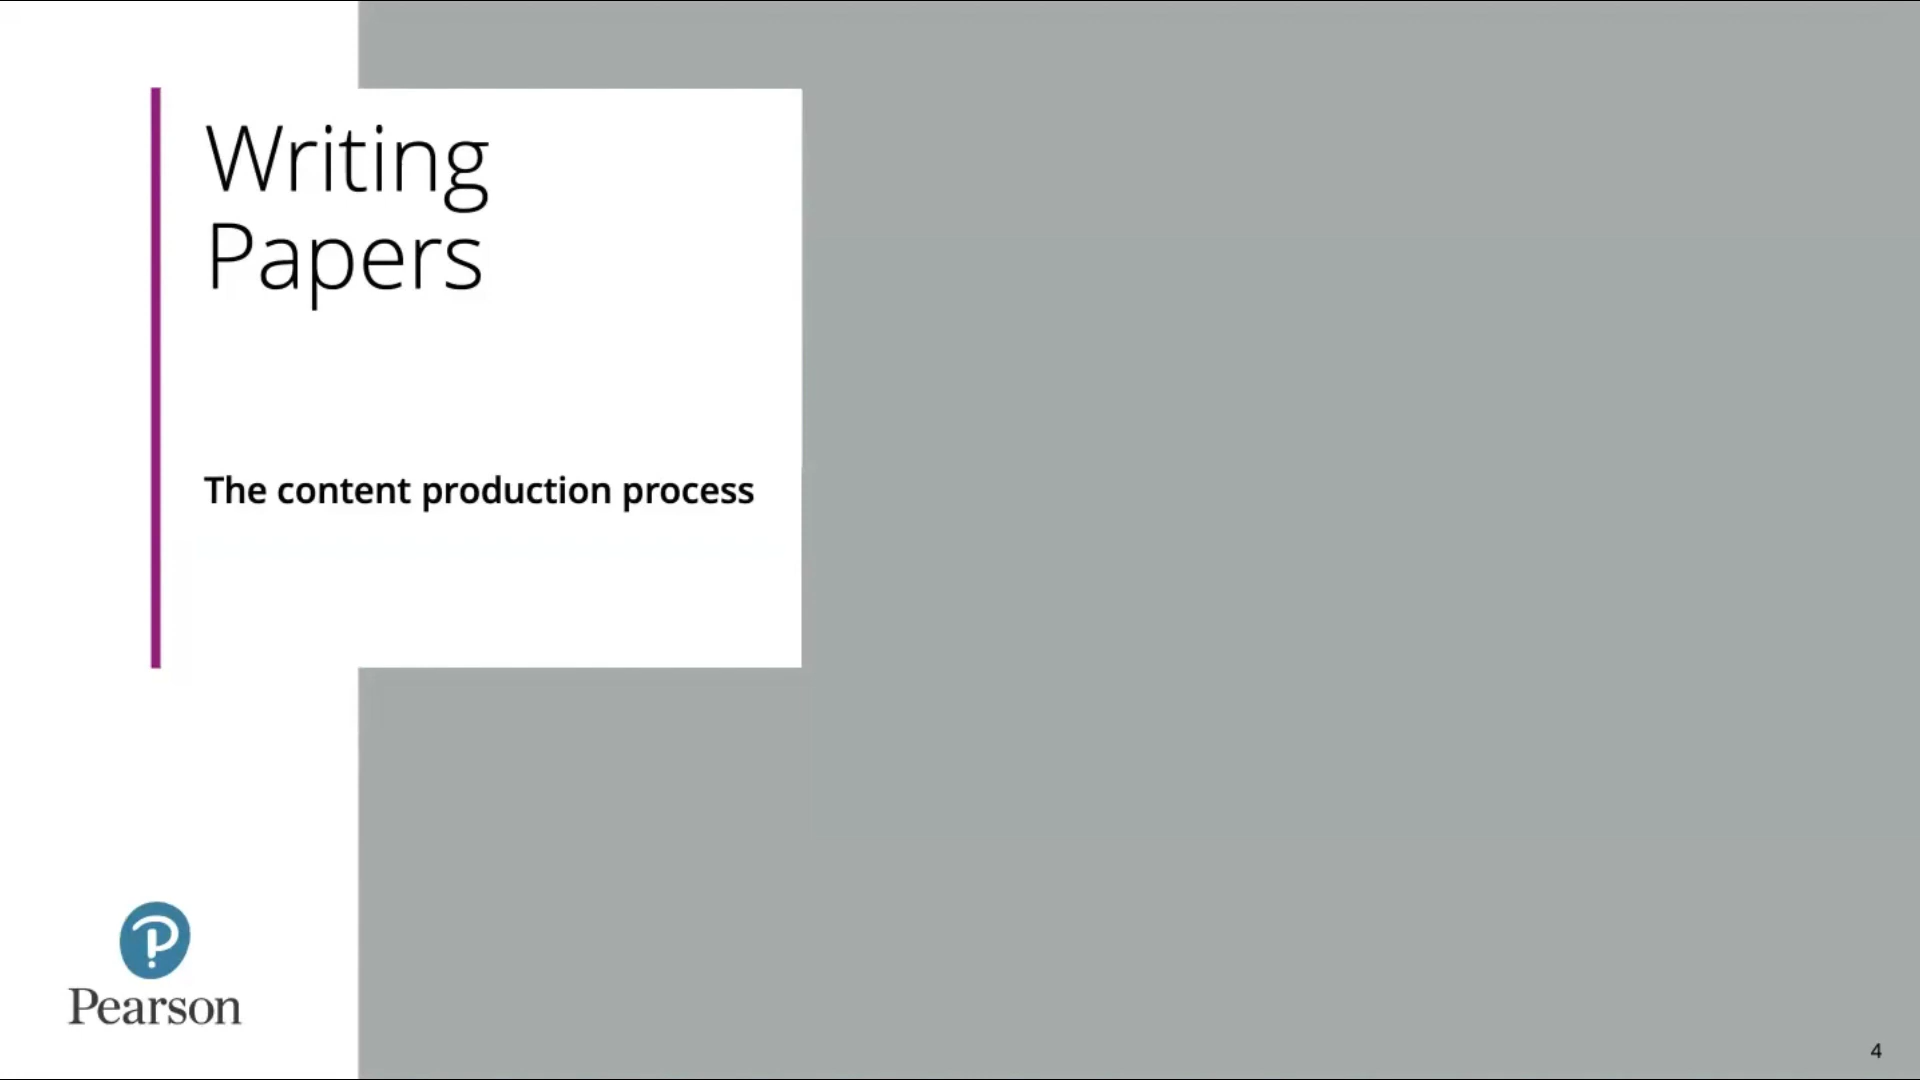 Writing
Papers
The content production process
Pearson
4